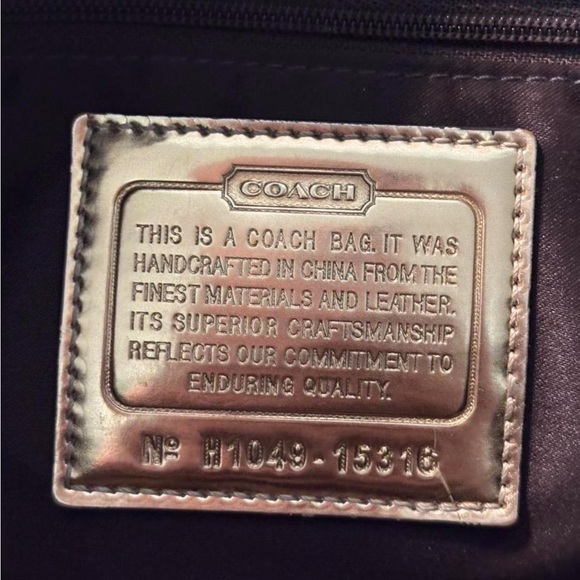 COACH
THIS IS A COACH BAG. IT WAS
HANDCRAFTED IN CHINA FROM THE
FINEST MATERIALS AND LEATHER.
ITS SUPERIOR CRAFTSMANSHIP
REFLECTS OUR COMMITMENT TO
ENDURING QUALITY.
Nº H1049-15316